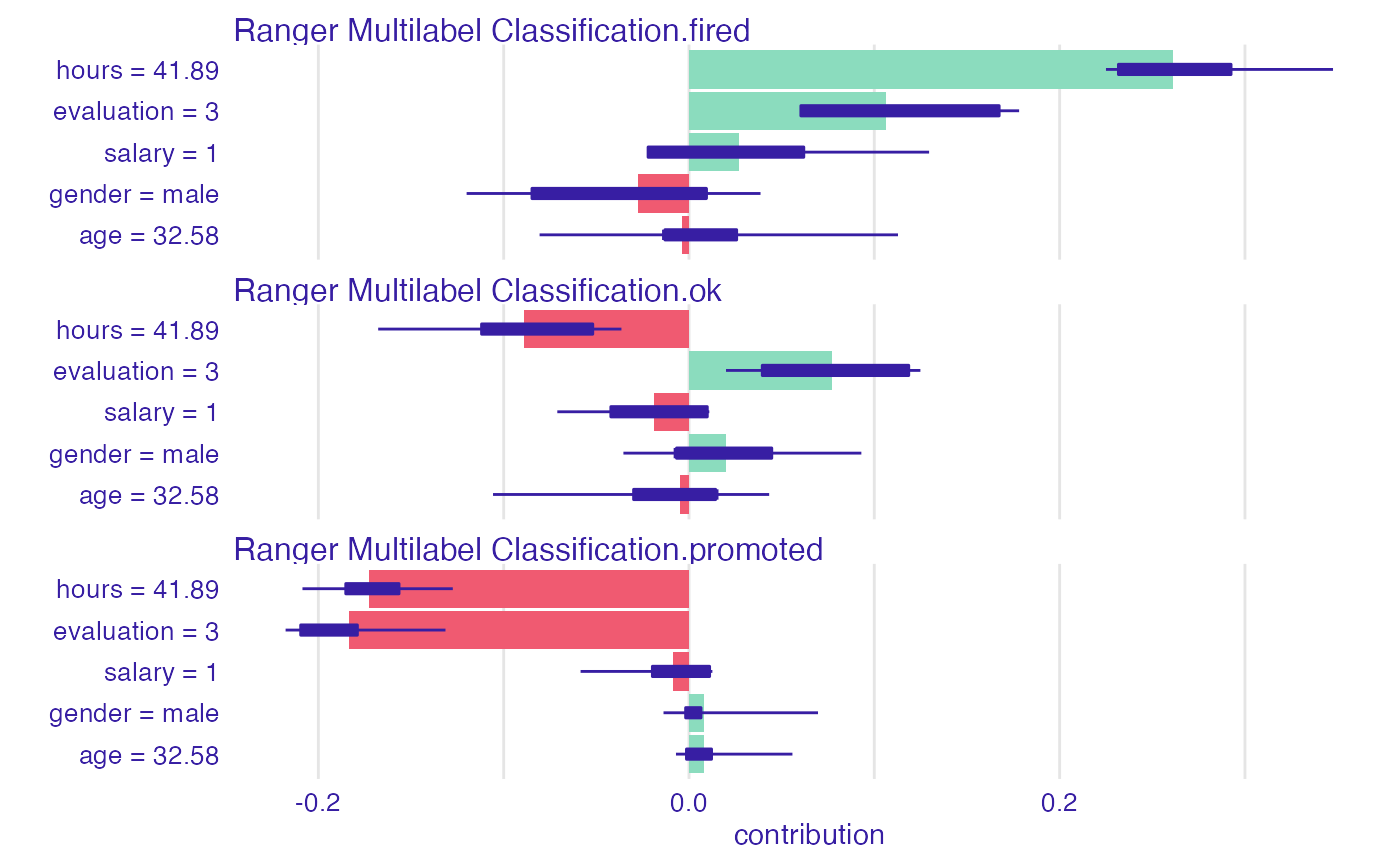 Ranger Multilabel Classification.fired
hours = 41.89
evaluation = 3
salary = 1
gender = male
age = 32.58
Ranger Multilabel Classification.ok
hours = 41.89
evaluation = 3
salary = 1
gender = male
age = 32.58
Ranger Multilabel Classification.promoted
hours = 41.89
evaluation = 3
salary = 1
gender = male
age = 32.58
-0.2 0.0 0.2
contribution